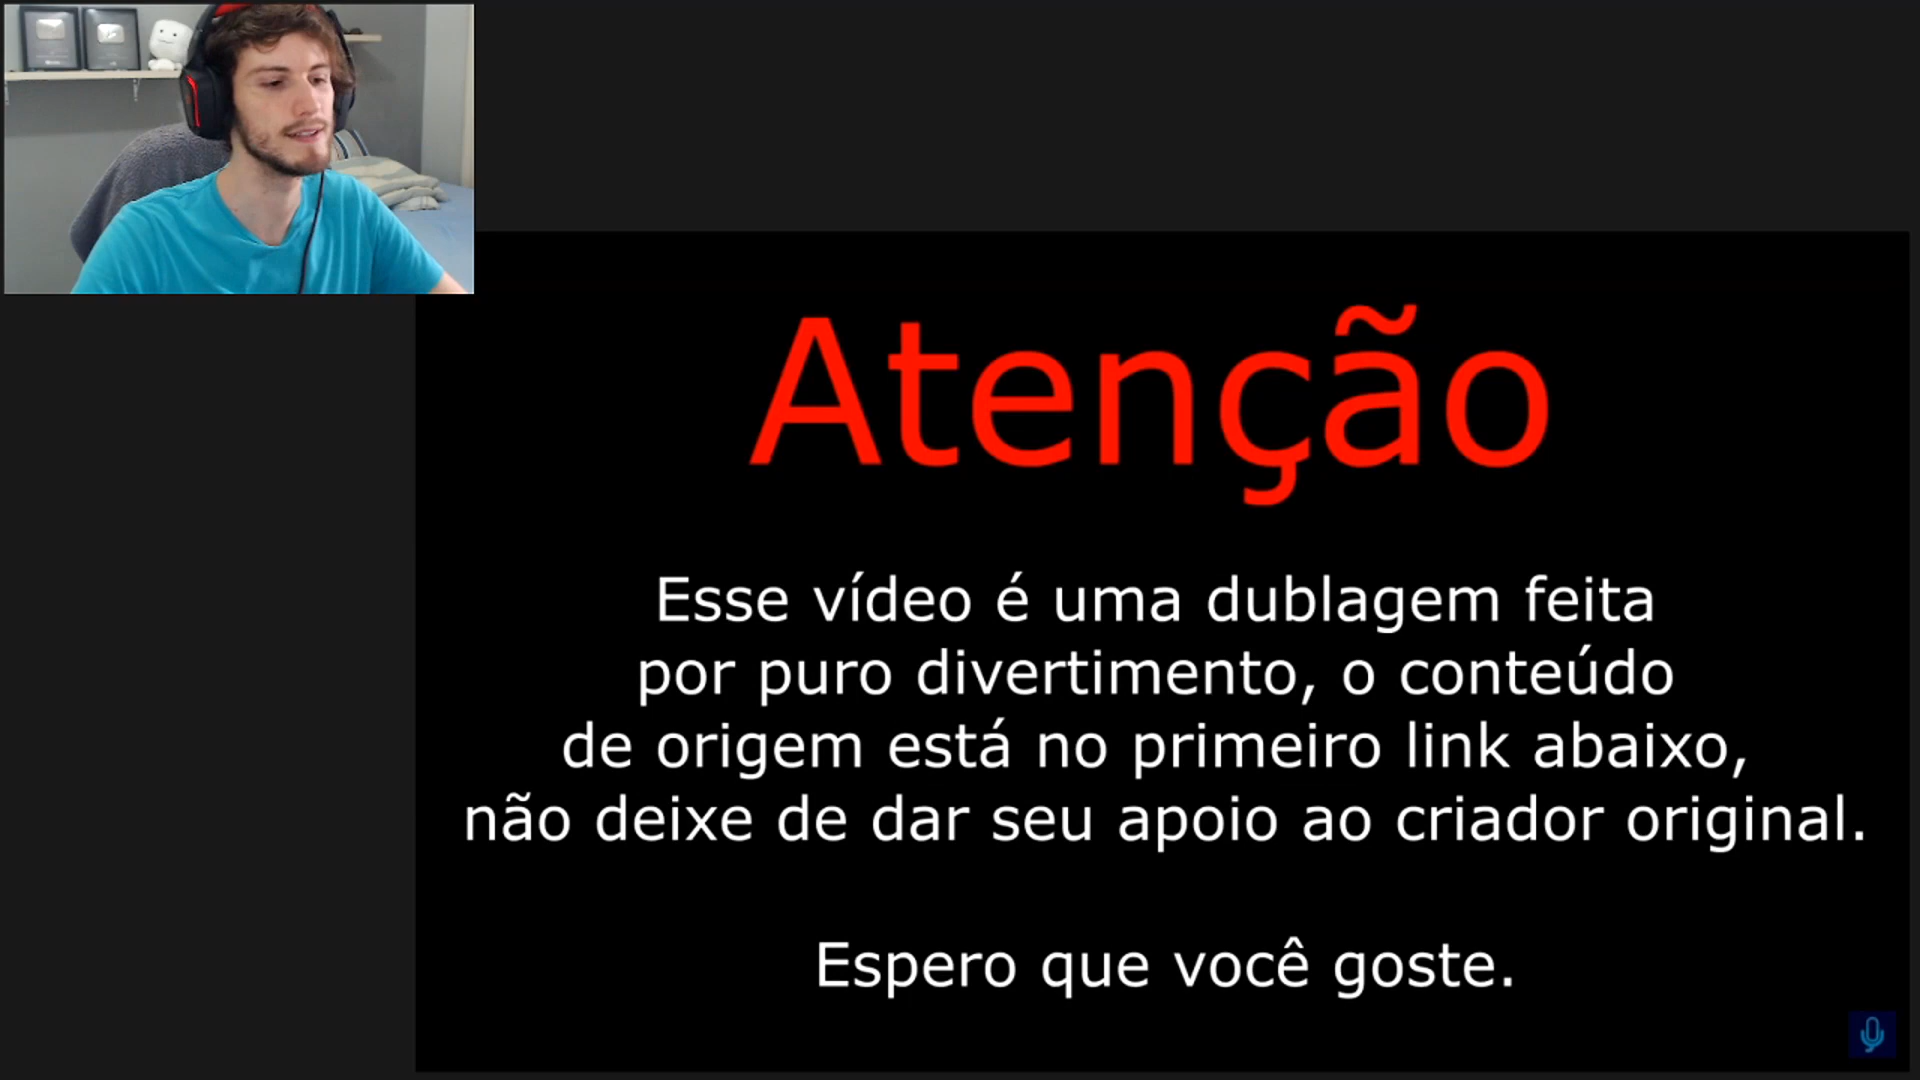 Atenção
Esse vídeo é uma dublagem feita
por puro divertimento, o conteúdo
de origem está no primeiro link abaixo,
não deixe de dar seu apoio ao criador original.
Espero que você goste.